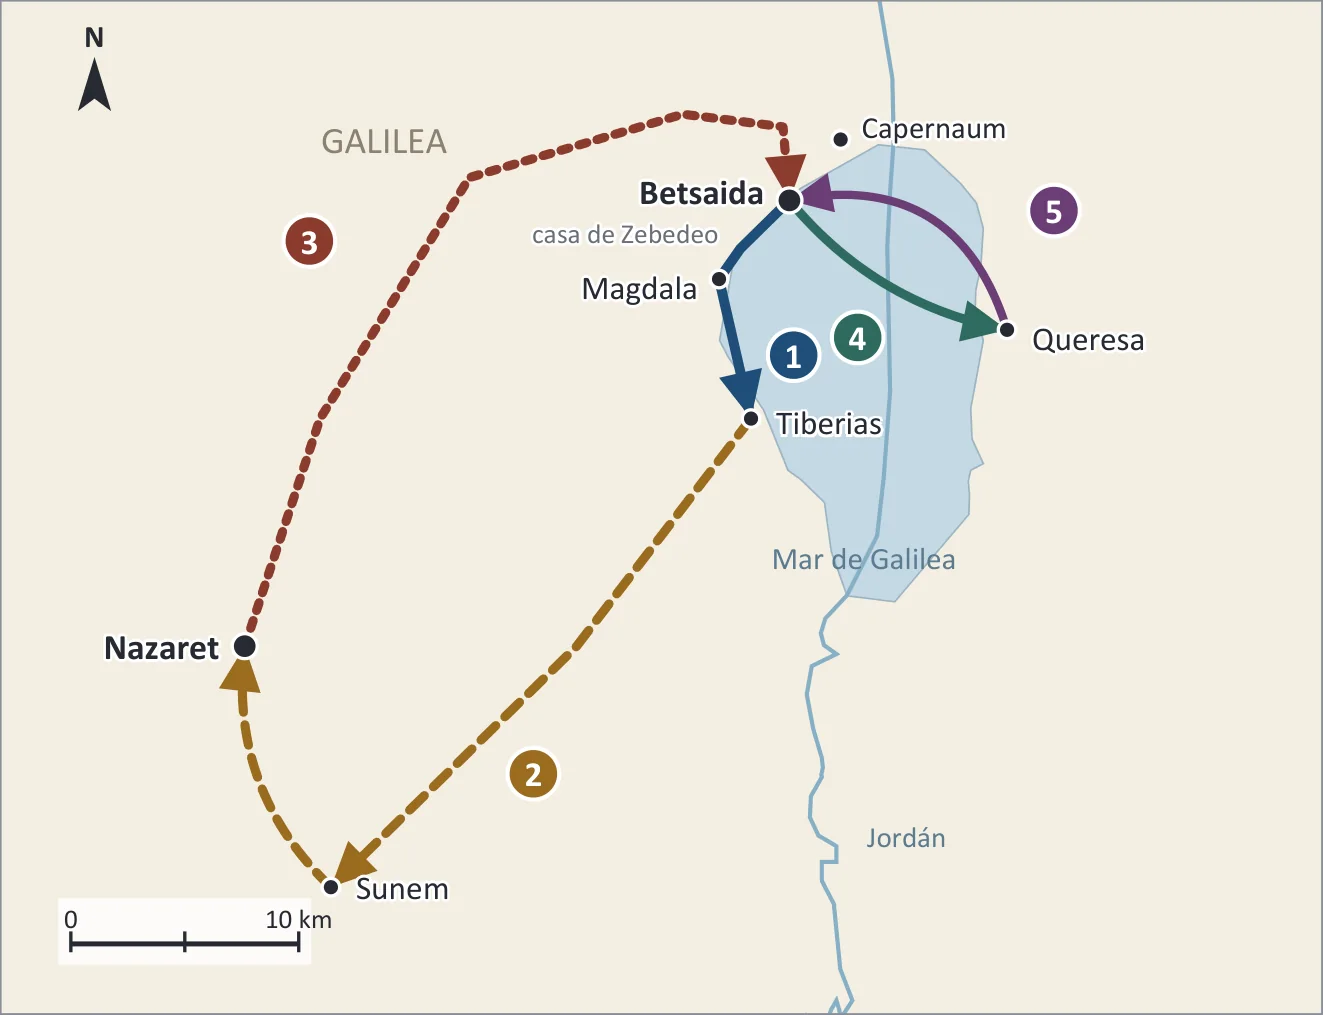 N
GALILEA
Capernaum
Betsaida
5
casa de Zebedeo
3
Magdala
4
Queresa
1
Tiberias
Mar de Galilea
Nazaret
2
Jordán
Sunem
0 10 km